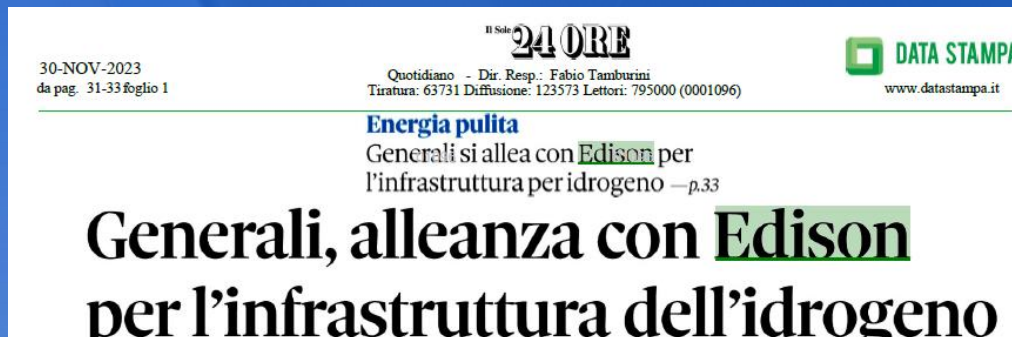 Il Sole
24 ORE
DATA STAMPA
www.datastampa.it
30-NOV-2023
da pag. 31-33 foglio 1
Quotidiano - Dir. Resp.: Fabio Tamburini
Tiratura: 63731 Diffusione: 123573 Lettori: 795000 (0001096)
Energia pulita
Generali si allea con Edison per
l'infrastruttura per idrogeno —p.33
Generali, alleanza con Edison
per l'infrastruttura dell'idrogeno